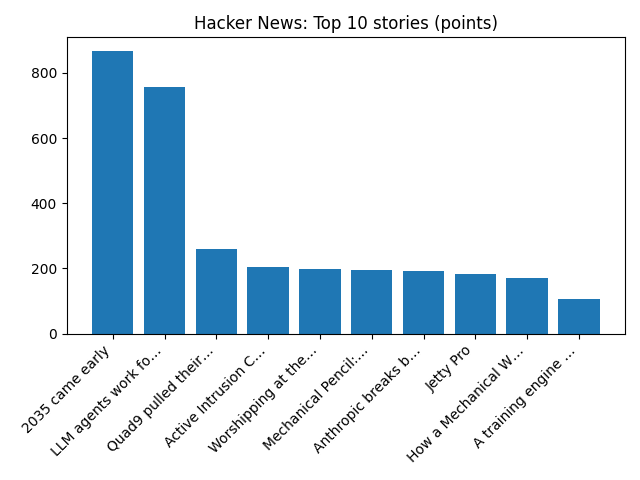 Hacker News: Top 10 stories (points)
800
600
400
200
0
2035 came early
LLM agents work fo...
Quad9 pulled their...
Active Intrusion C...
Worshipping at the...
Mechanical Pencil:...
Anthropic breaks b...
Jetty Pro
How a Mechanical W...
A training engine ...